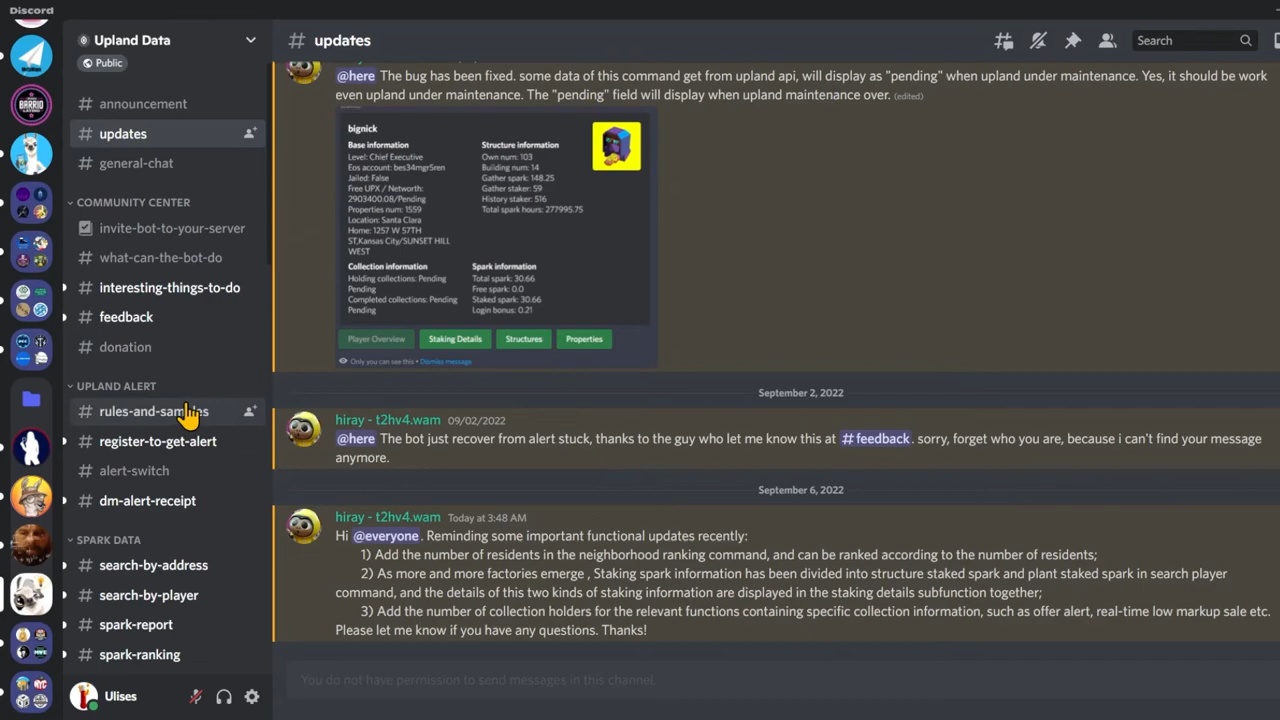 Discord
Upland Data
Public
# announcement
# updates
# general-chat
COMMUNITY CENTER
invite-bot-to-your-server
# what-can-the-bot-do
# interesting-things-to-do
# feedback
# donation
UPLAND ALERT
# rules-and-samples
# register-to-get-alert
# alert-switch
# dm-alert-receipt
SPARK DATA
# search-by-address
# search-by-player
# spark-report
# spark-ranking
Ulises
# updates
Search
@here The bug has been fixed. some data of this command get from upland api, will display as "pending" when upland under maintenance. Yes, it should be work
even upland under maintenance. The "pending" field will display when upland maintenance over. (edited)
bignick
Base information
Level: Chief Executive
Eos account: bes34mgr5ren
Jailed: False
Free UPX / Networth:
2903400.08/Pending
Properties num: 1559
Location: Santa Clara
Home: 1257 W 57TH
ST,Kansas City/SUNSET HILL
WEST
Structure information
Own num: 103
Building num: 14
Gather spark: 148.25
Gather staker: 59
History staker: 516
Total spark hours: 277995.75
Collection information
Holding collections: Pending
Pending
Completed collections: Pending
Pending
Spark information
Total spark: 30.66
Free spark: 0.0
Staked spark: 30.66
Login bonus: 0.21
Player Overview
Staking Details
Structures
Properties
Only you can see this • Dismiss message
September 2, 2022
hiray - t2hv4.wam 09/02/2022
@here The bot just recover from alert stuck, thanks to the guy who let me know this at #feedback . sorry, forget who you are, because i can't find your message
anymore.
September 6, 2022
hiray - t2hv4.wam Today at 3:48 AM
Hi @everyone . Reminding some important functional updates recently:
1) Add the number of residents in the neighborhood ranking command, and can be ranked according to the number of residents;
2) As more and more factories emerge , Staking spark information has been divided into structure staked spark and plant staked spark in search player
command, and the details of this two kinds of staking information are displayed in the staking details subfunction together;
3) Add the number of collection holders for the relevant functions containing specific collection information, such as offer alert, real-time low markup sale etc.
Please let me know if you have any questions. Thanks!
You do not have permission to send messages in this channel.